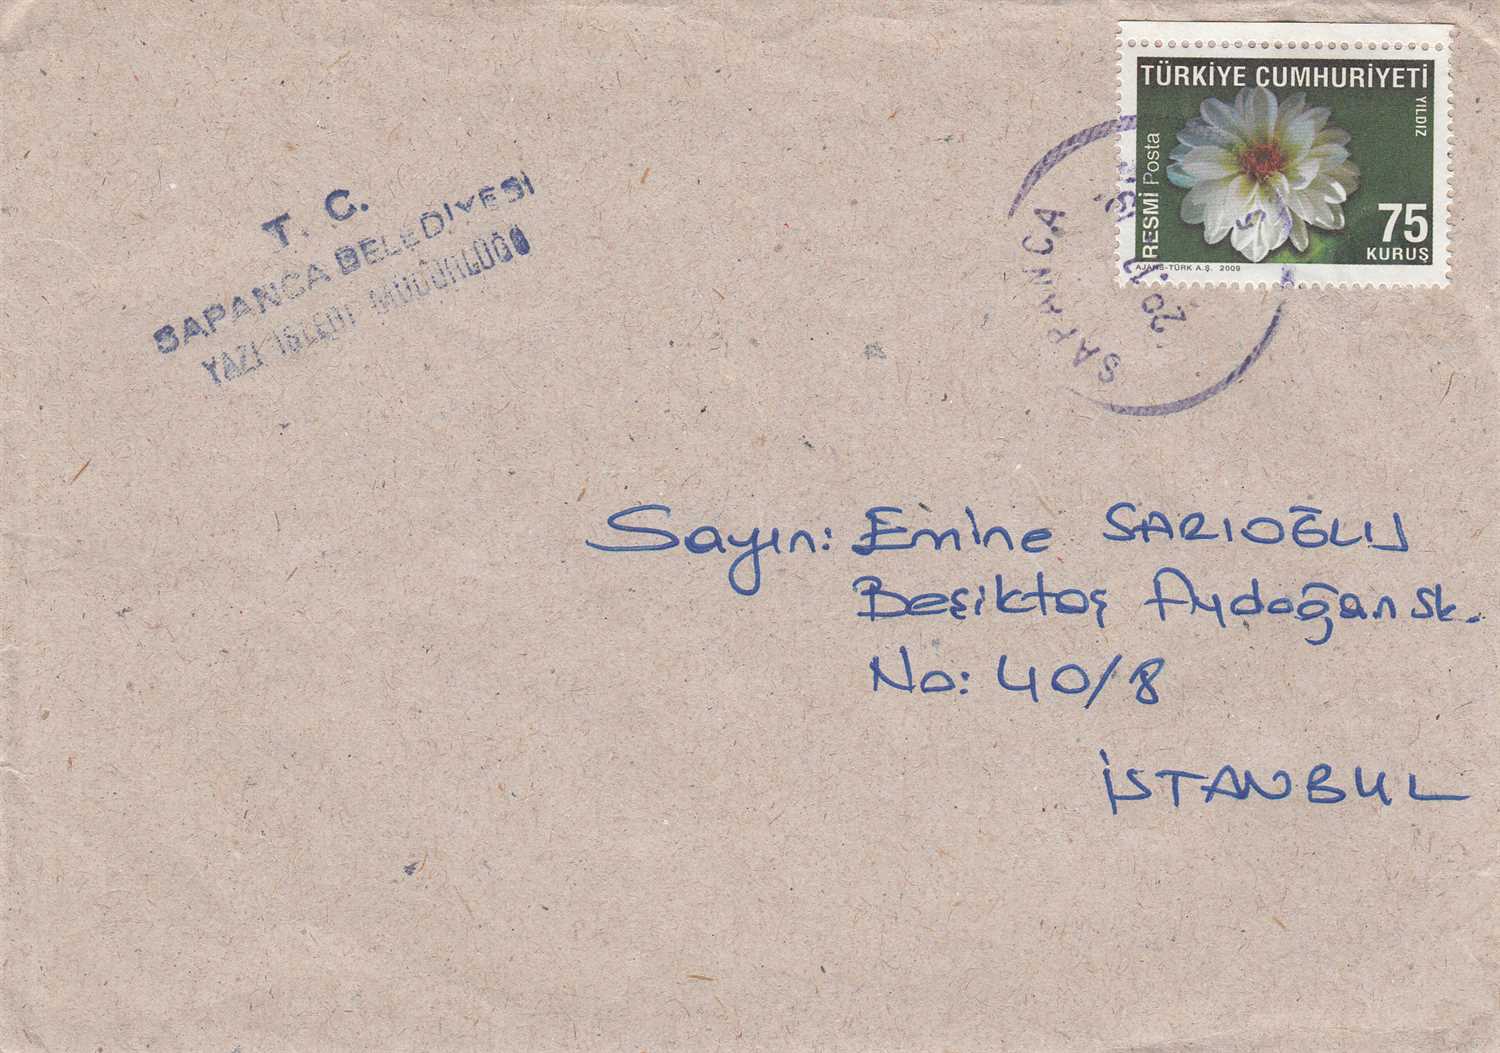 T. C.
SAPANCA BELEDİYESİ
YAZI İŞLERİ MÜDÜRLÜĞÜ
TÜRKİYE CUMHURİYETİ
YILDIZ
RESMİ Posta
75
KURUŞ
AJANS-TÜRK A.Ş. 2009
SAPANCA
Sayın: Emine SARIOĞLU
Beşiktaş Aydoğan sk.
No: 40/8
İSTANBUL